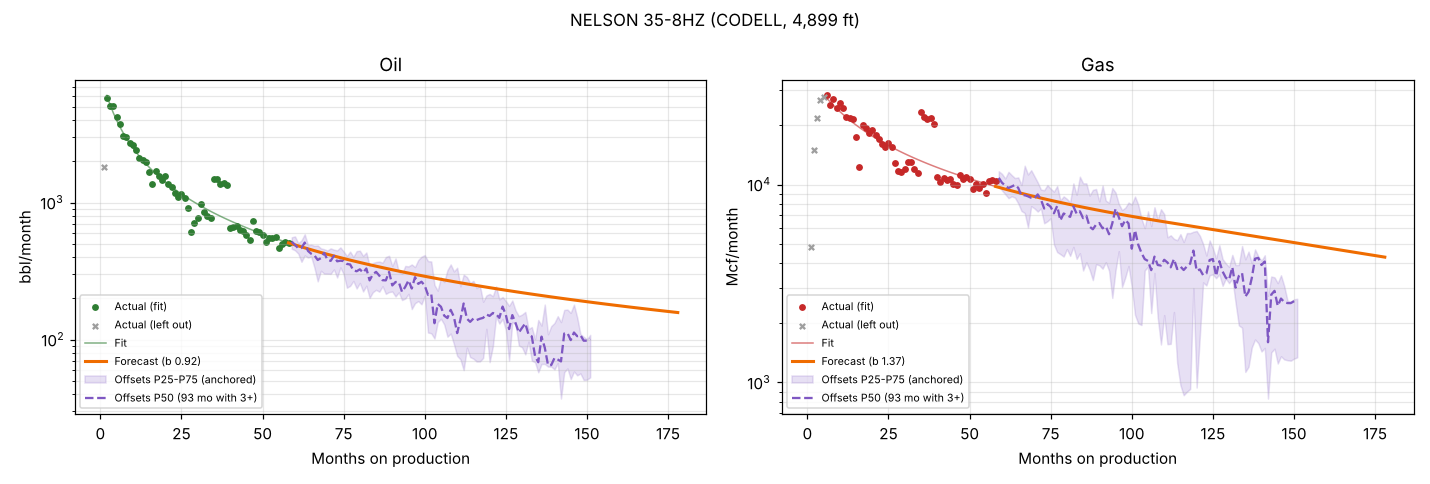 NELSON 35-8HZ (CODELL, 4,899 ft)
Oil
bbl/month
10³
10²
Actual (fit)
Actual (left out)
Fit
Forecast (b 0.92)
Offsets P25-P75 (anchored)
Offsets P50 (93 mo with 3+)
0 25 50 75 100 125 150 175
Months on production
Gas
Mcf/month
10⁴
10³
Actual (fit)
Actual (left out)
Fit
Forecast (b 1.37)
Offsets P25-P75 (anchored)
Offsets P50 (93 mo with 3+)
0 25 50 75 100 125 150 175
Months on production